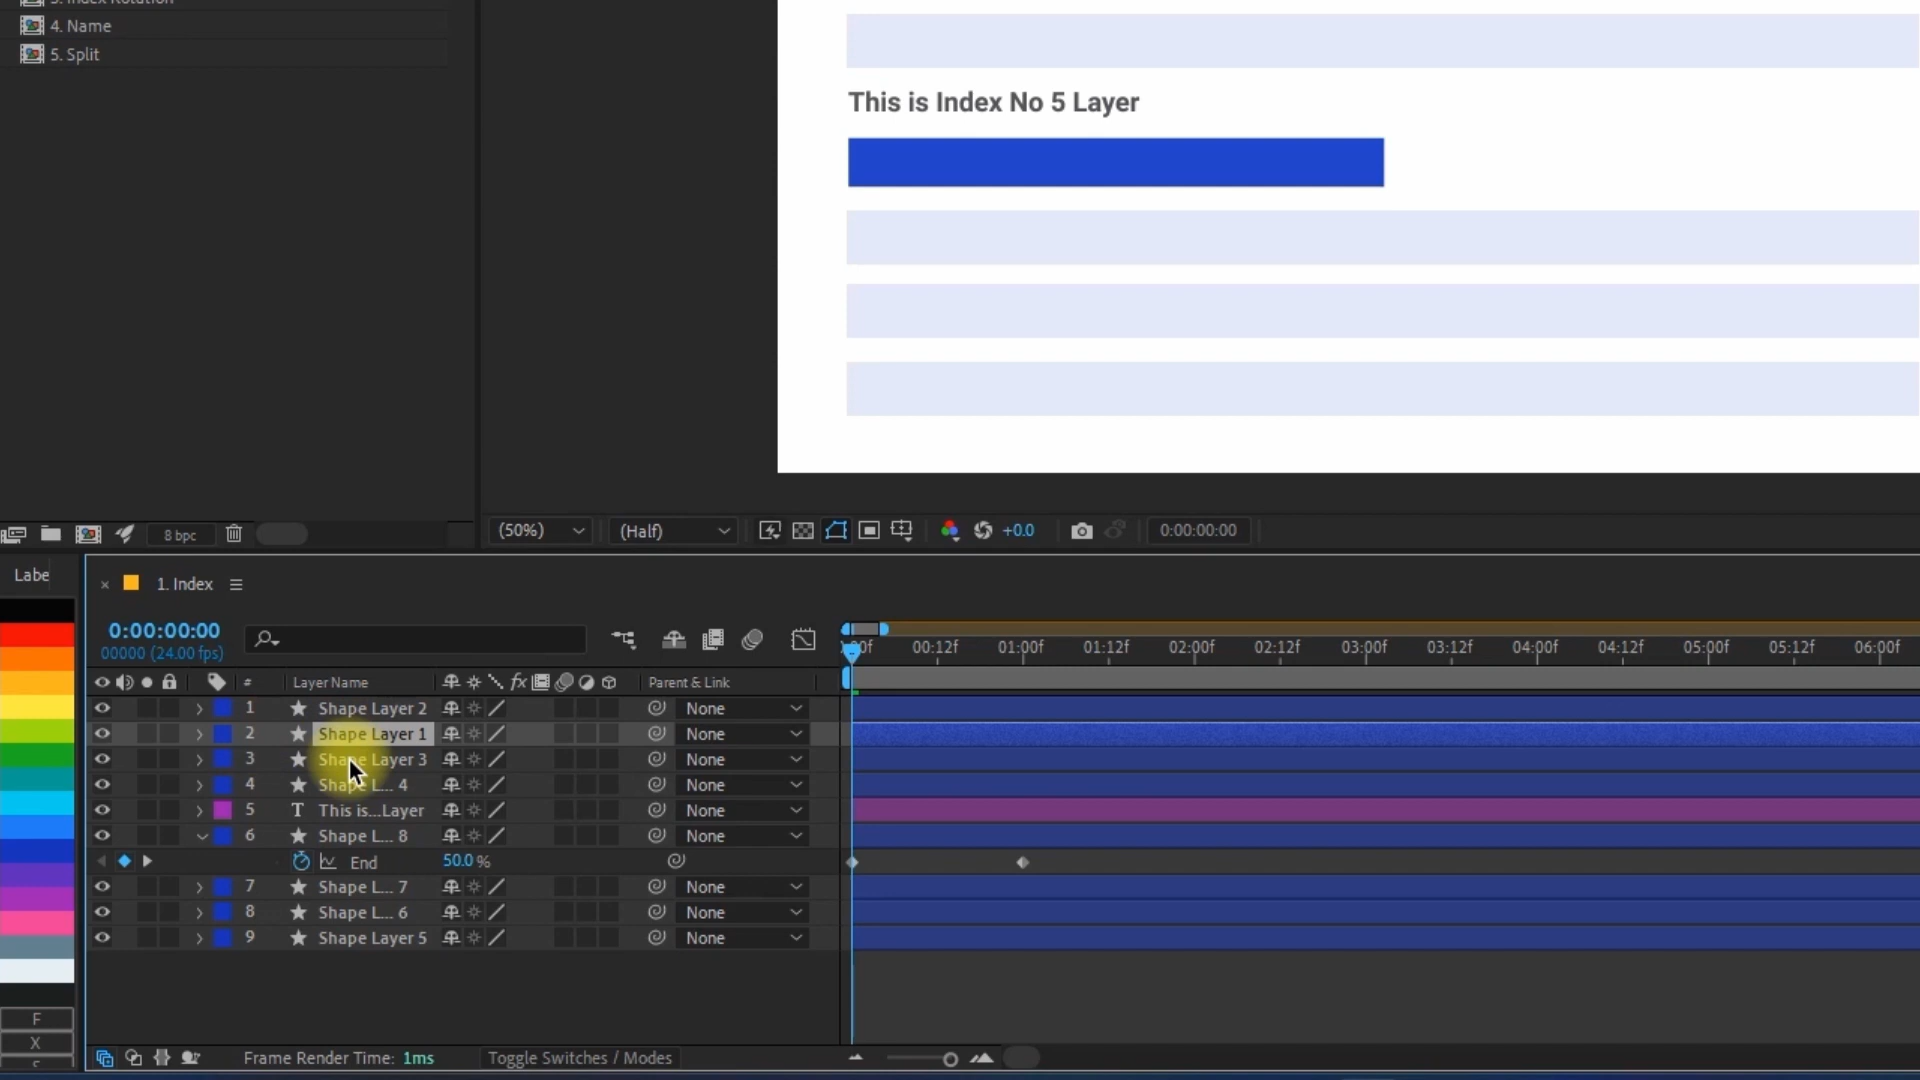 3. Index Rotation
4. Name
5. Split
This is Index No 5 Layer
8 bpc
(50%)
(Half)
+0.0
0:00:00:00
Labe
× 1. Index
0:00:00:00
00000 (24.00 fps)
00f 00:12f 01:00f 01:12f 02:00f 02:12f 03:00f 03:12f 04:00f 04:12f 05:00f 05:12f 06:00f
# Layer Name fx Parent & Link
1 Shape Layer 2 None
2 Shape Layer 1 None
3 Shape Layer 3 None
4 Shape L... 4 None
5 T This is...Layer None
6 Shape L... 8 None
End 50.0 %
7 Shape L... 7 None
8 Shape L... 6 None
9 Shape Layer 5 None
F
X
Frame Render Time: 1ms
Toggle Switches / Modes